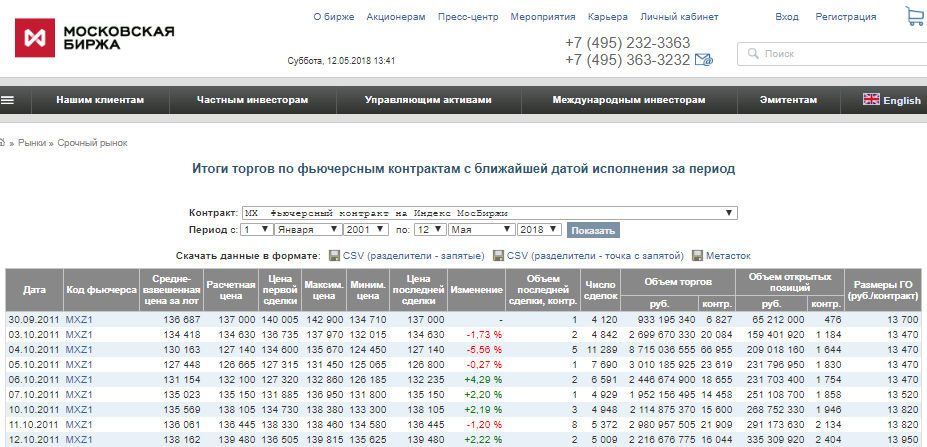 О бирже Акционерам Пресс-центр Мероприятия Карьера Личный кабинет Вход Регистрация
МОСКОВСКАЯ
БИРЖА
+7 (495) 232-3363
Суббота, 12.05.2018 13:41 +7 (495) 363-3232
Поиск
Нашим клиентам Частным инвесторам Управляющим активами Международным инвесторам Эмитентам English
» Рынки » Срочный рынок
Итоги торгов по фьючерсным контрактам с ближайшей датой исполнения за период
Контракт: MX Фьючерсный контракт на Индекс МосБиржи
Период с: 1 Января 2001 по: 12 Мая 2018 Показать
Скачать данные в формате: CSV (разделители - запятые) CSV (разделители - точка с запятой) Метасток
Дата Код фьючерса Средне-взвешенная цена за лот Расчетная цена Цена первой сделки Максим. цена Миним. цена Цена последней сделки Изменение Объем последней сделки, контр. Число сделок Объем торгов Объем открытых позиций Размеры ГО (руб./контракт)
руб. контр. руб. контр.
30.09.2011 MXZ1 136 687 137 000 140 005 142 900 134 710 137 000 - 1 4 120 933 195 340 6 827 65 212 000 476 13 700
03.10.2011 MXZ1 134 418 134 630 136 735 137 970 132 015 134 630 -1,73 % 2 4 842 2 699 670 330 20 084 159 401 920 1 184 13 470
04.10.2011 MXZ1 130 163 127 140 134 600 135 670 124 450 127 140 -5,56 % 5 11 289 8 715 036 555 66 955 209 018 160 1 644 13 470
05.10.2011 MXZ1 127 448 126 665 127 315 131 450 125 065 126 800 -0,27 % 1 7 690 3 010 185 925 23 619 231 796 950 1 830 13 470
06.10.2011 MXZ1 131 154 132 100 127 320 132 860 126 185 132 235 +4,29 % 2 6 591 2 446 674 900 18 655 231 703 400 1 754 13 470
07.10.2011 MXZ1 135 023 135 150 131 885 136 950 131 800 135 150 +2,20 % 1 4 929 1 952 156 495 14 458 251 108 700 1 858 13 520
10.10.2011 MXZ1 135 569 138 105 134 730 138 380 133 300 138 105 +2,19 % 3 4 948 2 114 875 370 15 600 268 752 330 1 946 13 820
11.10.2011 MXZ1 136 061 136 445 138 330 138 460 134 580 136 445 -1,20 % 8 5 372 2 980 957 505 21 909 291 173 630 2 134 13 820
12.10.2011 MXZ1 138 162 139 480 136 505 139 815 135 625 139 480 +2,22 % 2 5 009 2 216 676 775 16 044 335 309 920 2 404 13 950